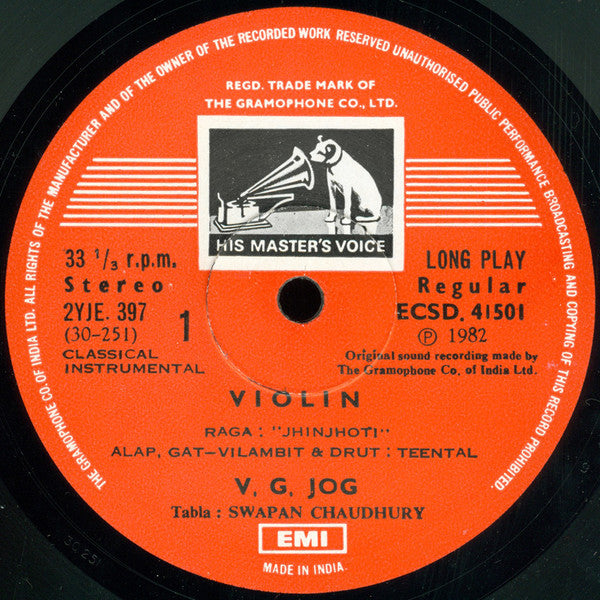 THE GRAMOPHONE CO. OF INDIA LTD. ALL RIGHTS OF THE MANUFACTURER AND OF THE OWNER OF THE RECORDED WORK RESERVED UNAUTHORISED PUBLIC PERFORMANCE BROADCASTING AND COPYING OF THIS RECORD PROHIBITED.
REGD. TRADE MARK OF
THE GRAMOPHONE CO., LTD.
HIS MASTER'S VOICE
33 1/3 r.p.m.
Stereo
2YJE. 397
(30-251)
1
CLASSICAL
INSTRUMENTAL
LONG PLAY
Regular
ECSD. 41501
Ⓟ 1982
Original sound recording made by
The Gramophone Co. of India Ltd.
VIOLIN
RAGA : "JHINJHOTI"
ALAP, GAT-VILAMBIT & DRUT : TEENTAL
V. G. JOG
Tabla : SWAPAN CHAUDHURY
EMI
MADE IN INDIA.